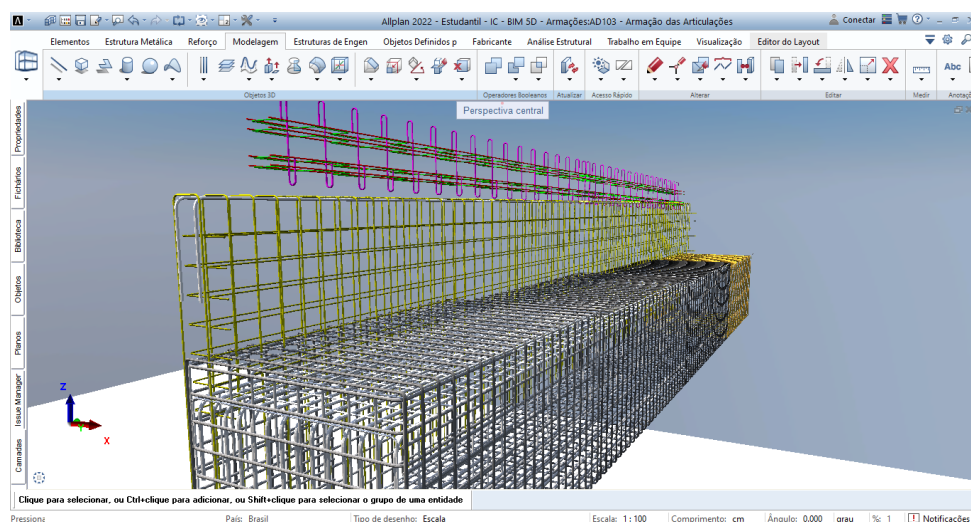 Allplan 2022 - Estudantil - IC - BIM 5D - Armações:AD103 - Armação das Articulações
Conectar
Elementos Estrutura Metálica Reforço Modelagem Estruturas de Engen Objetos Definidos p Fabricante Análise Estrutural Trabalho em Equipe Visualização Editor do Layout
Abc
Objetos 3D Operadores Booleanos Atualizar Acesso Rápido Alterar Editar Medir Anotaçã
Perspectiva central
Propriedades
Fichários
Biblioteca
Objetos
Planos
Issue Manager
Camadas
Z
X
Clique para selecionar, ou Ctrl+clique para adicionar, ou Shift+clique para selecionar o grupo de uma entidade
Pressiona País: Brasil Tipo de desenho: Escala Escala: 1:100 Comprimento: cm Ângulo: 0.000 grau %: 1 Notificações